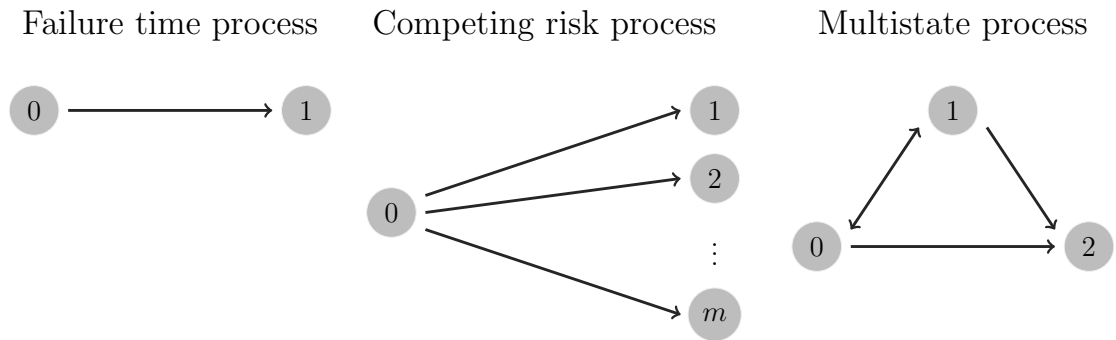 Failure time process
0
1
Competing risk process
0
1
2
⋮
m
Multistate process
1
0
2